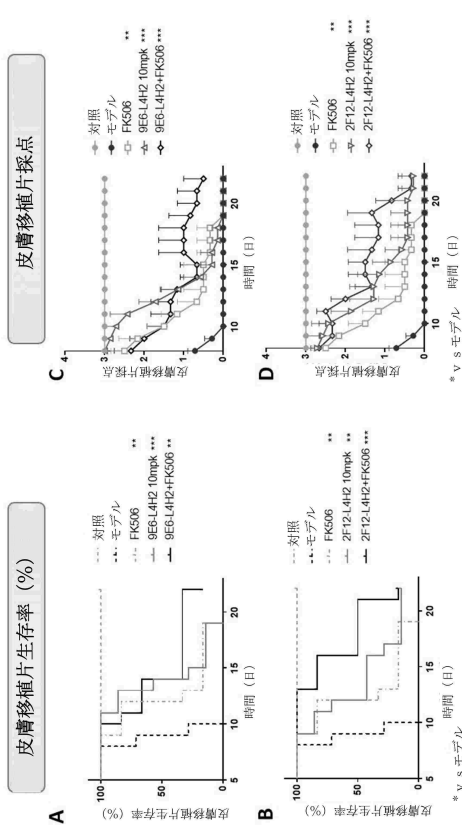 皮膚移植片生存率 (%)
A
100
50
0
5
10
15
20
皮膚移植片生存率 (%)
時間 (日)
対照
モデル
FK506 **
9E6-L4H2 10mpk ***
9E6-L4H2+FK506 **
B
100
50
0
5
10
15
20
皮膚移植片生存率 (%)
時間 (日)
対照
モデル
FK506 **
2F12-L4H2 10mpk **
2F12-L4H2+FK506 ***
* v s モデル
皮膚移植片採点
C
4
3
2
1
0
10
15
20
皮膚移植片採点
時間 (日)
対照
モデル
FK506 **
9E6-L4H2 10mpk ***
9E6-L4H2+FK506 ***
D
4
3
2
1
0
10
15
20
皮膚移植片採点
時間 (日)
対照
モデル
FK506 **
2F12-L4H2 10mpk ***
2F12-L4H2+FK506 ***
* v s モデル